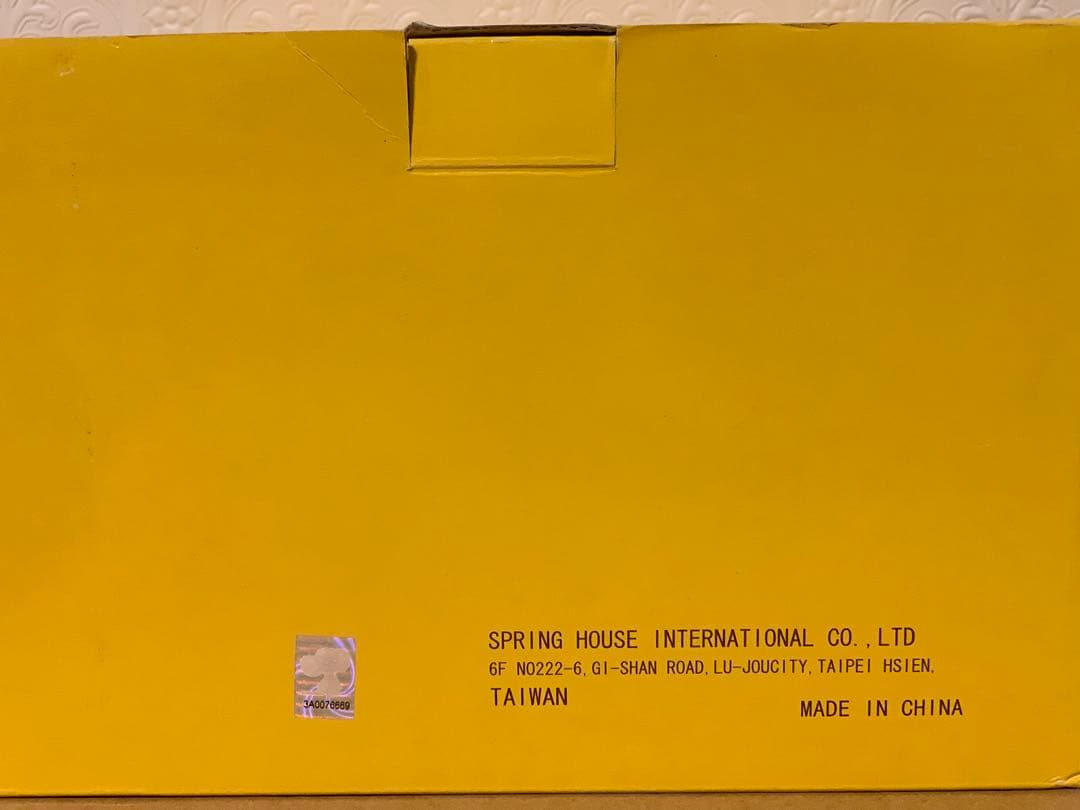 SPRING HOUSE INTERNATIONAL CO.,LTD
6F NO222-6,GI-SHAN ROAD,LU-JOUCITY,TAIPEI HSIEN,
TAIWAN
MADE IN CHINA
3A0076669